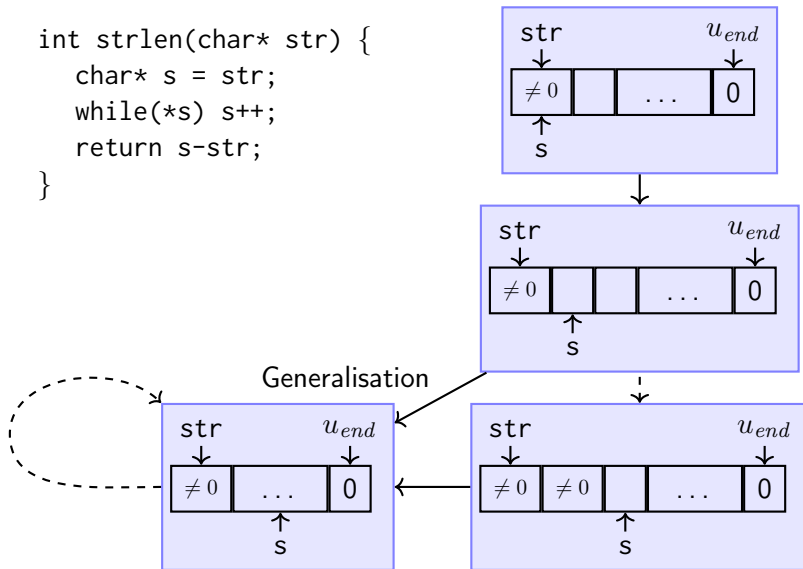 int strlen(char* str) {
char* s = str;
while(*s) s++;
return s-str;
}
str u_end
≠ 0 ... 0
s
str u_end
≠ 0 ... 0
s
Generalisation
str u_end
≠ 0 ... 0
s
str u_end
≠ 0 ≠ 0 ... 0
s